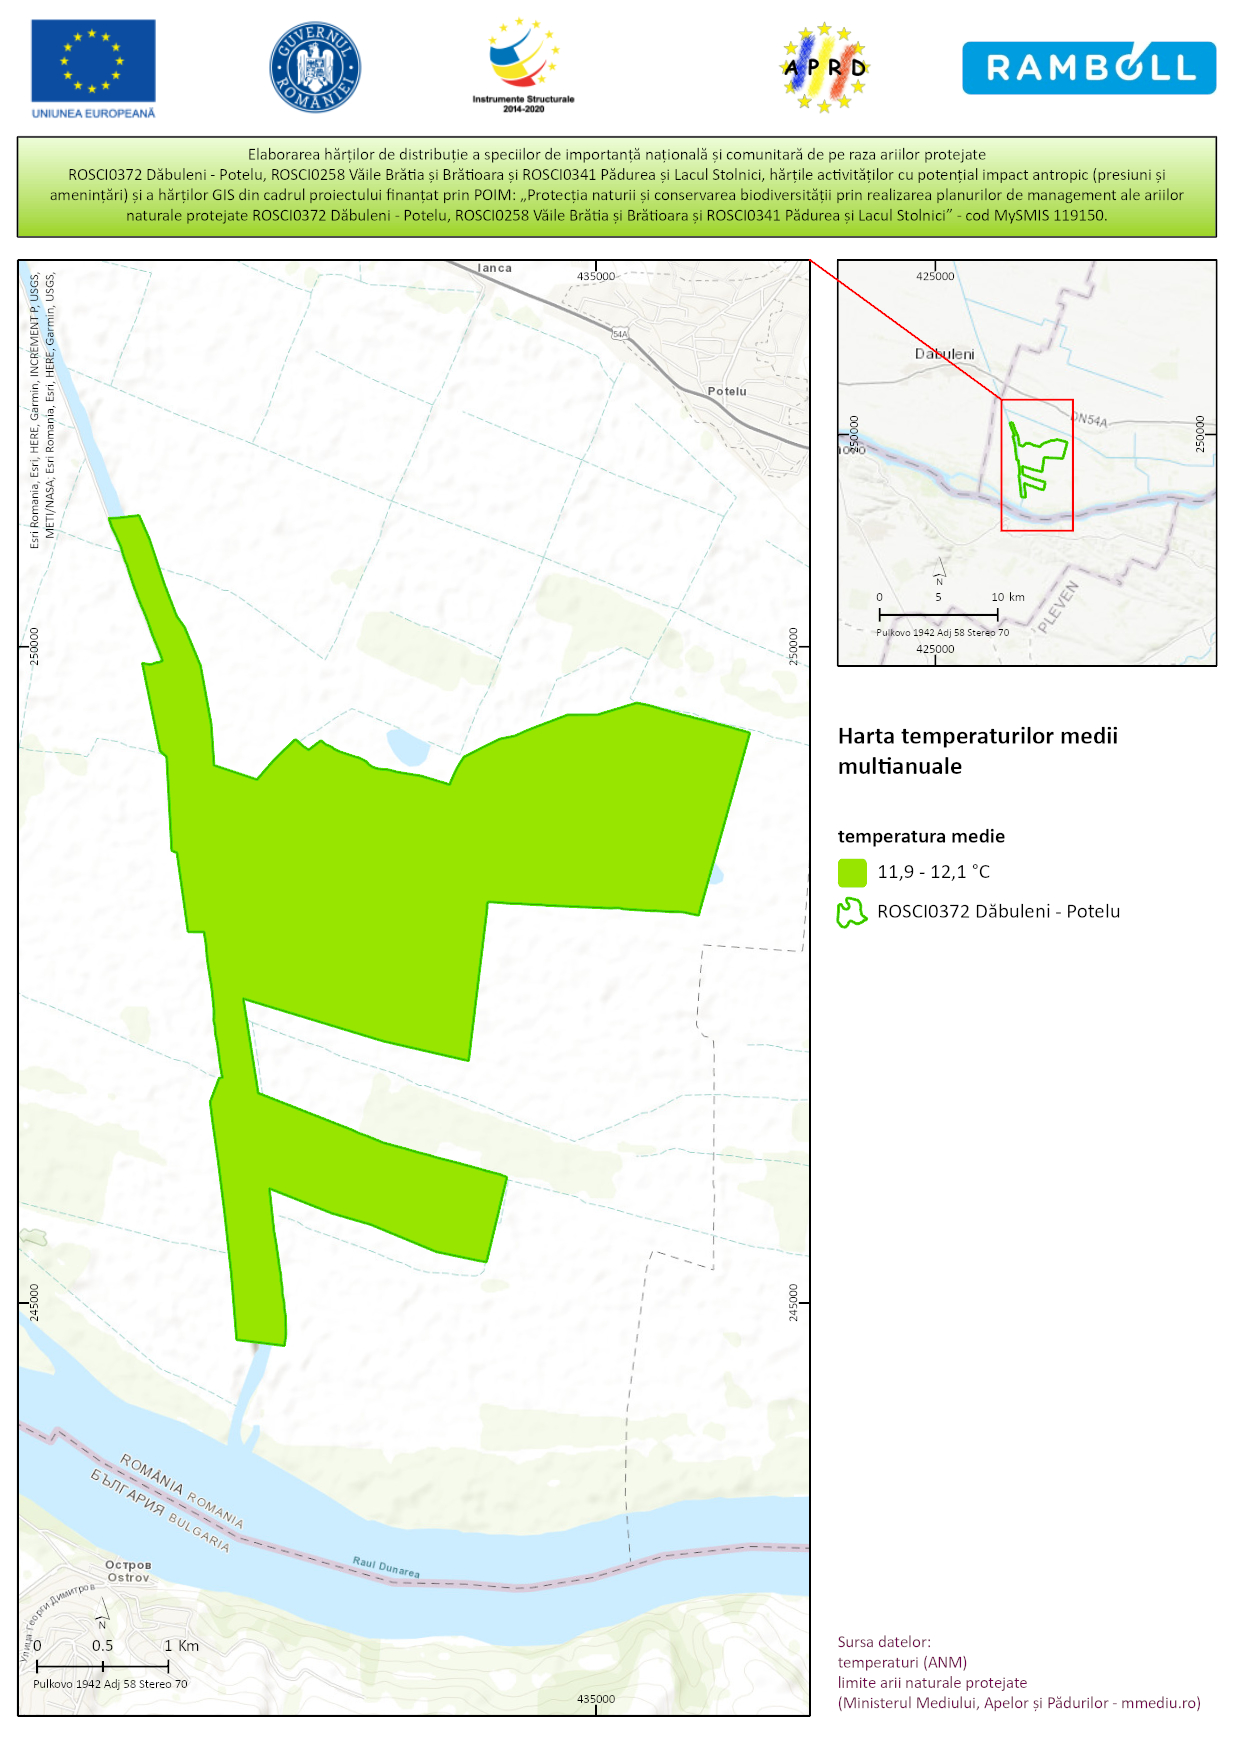 UNIUNEA EUROPEANĂ
GUVERNUL ROMÂNIEI
Instrumente Structurale
2014-2020
APRD
RAMBOLL
Elaborarea hărților de distribuție a speciilor de importanță națională și comunitară de pe raza ariilor protejate
ROSCI0372 Dăbuleni - Potelu, ROSCI0258 Văile Brătia și Brătioara și ROSCI0341 Pădurea și Lacul Stolnici, hărțile activităților cu potențial impact antropic (presiuni și
amenințări) și a hărților GIS din cadrul proiectului finanțat prin POIM: „Protecția naturii și conservarea biodiversității prin realizarea planurilor de management ale ariilor
naturale protejate ROSCI0372 Dăbuleni - Potelu, ROSCI0258 Văile Brătia și Brătioara și ROSCI0341 Pădurea și Lacul Stolnici” - cod MySMIS 119150.
Esri Romania, Esri, HERE, Garmin, INCREMENT P, USGS,
METI/NASA; Esri Romania, Esri, HERE, Garmin, USGS,
Ianca
435000
54A
Potelu
250000
250000
245000
245000
ROMÂNIA ROMANIA
БЪЛГАРИЯ BULGARIA
Raul Dunarea
Остров
Ostrov
Улица Георги Димитров
N
0 0.5 1 Km
Pulkovo 1942 Adj 58 Stereo 70
435000
425000
Dabuleni
DN54A
250000
250000
PLEVEN
N
0 5 10 km
Pulkovo 1942 Adj 58 Stereo 70
425000
Harta temperaturilor medii
multianuale
temperatura medie
11,9 - 12,1 °C
ROSCI0372 Dăbuleni - Potelu
Sursa datelor:
temperaturi (ANM)
limite arii naturale protejate
(Ministerul Mediului, Apelor și Pădurilor - mmediu.ro)